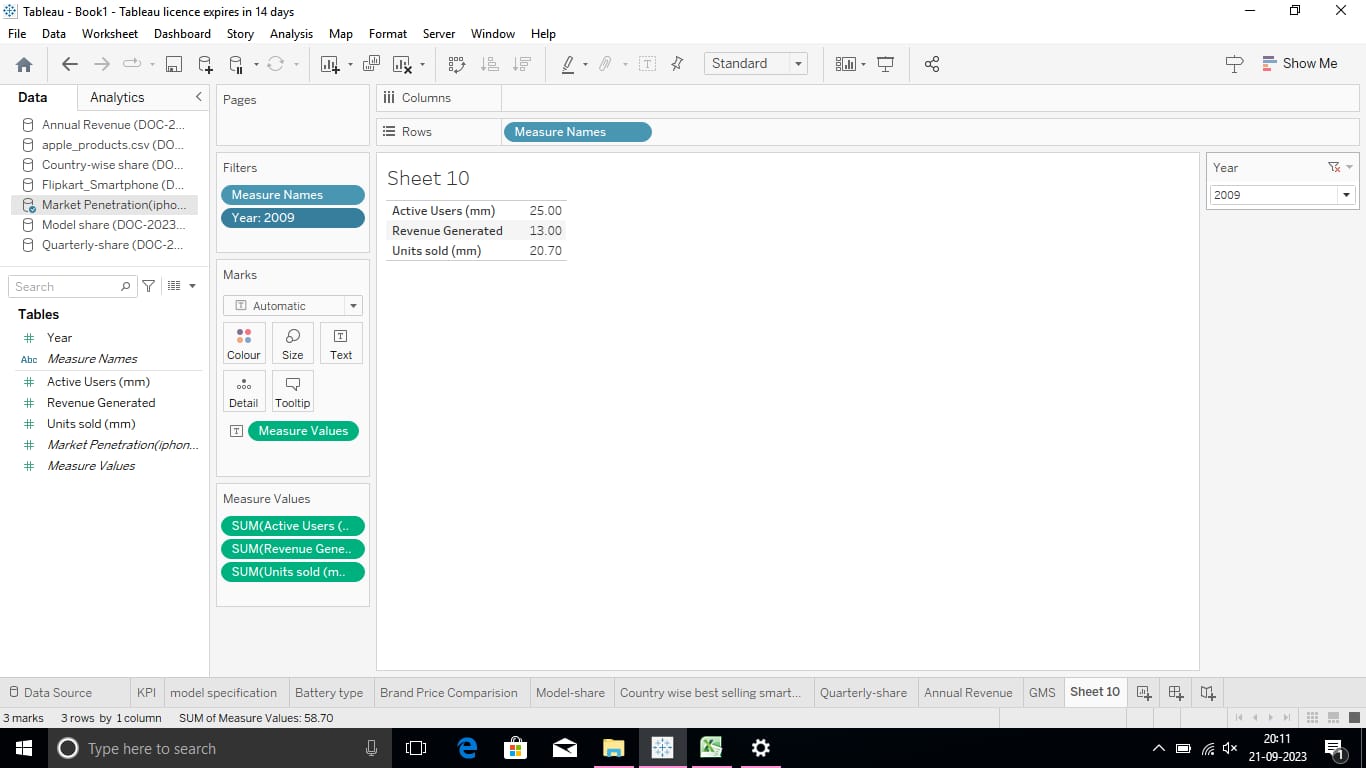 Tableau - Book1 - Tableau licence expires in 14 days
File Data Worksheet Dashboard Story Analysis Map Format Server Window Help
Standard
Show Me
Data Analytics
Annual Revenue (DOC-2...
apple_products.csv (DO...
Country-wise share (DO...
Flipkart_Smartphone (D...
Market Penetration(ipho...
Model share (DOC-2023...
Quarterly-share (DOC-2...
Search
Tables
Year
Abc Measure Names
Active Users (mm)
Revenue Generated
Units sold (mm)
Market Penetration(iphon...
Measure Values
Pages
Filters
Measure Names
Year: 2009
Marks
T Automatic
Colour Size Text
Detail Tooltip
T Measure Values
Measure Values
SUM(Active Users (..
SUM(Revenue Gene..
SUM(Units sold (m..
Columns
Rows Measure Names
Sheet 10
Active Users (mm) 25.00
Revenue Generated 13.00
Units sold (mm) 20.70
Year
2009
Data Source KPI model specification Battery type Brand Price Comparision Model-share Country wise best selling smart... Quarterly-share Annual Revenue GMS Sheet 10
3 marks 3 rows by 1 column SUM of Measure Values: 58.70
Type here to search
20:11
21-09-2023
1